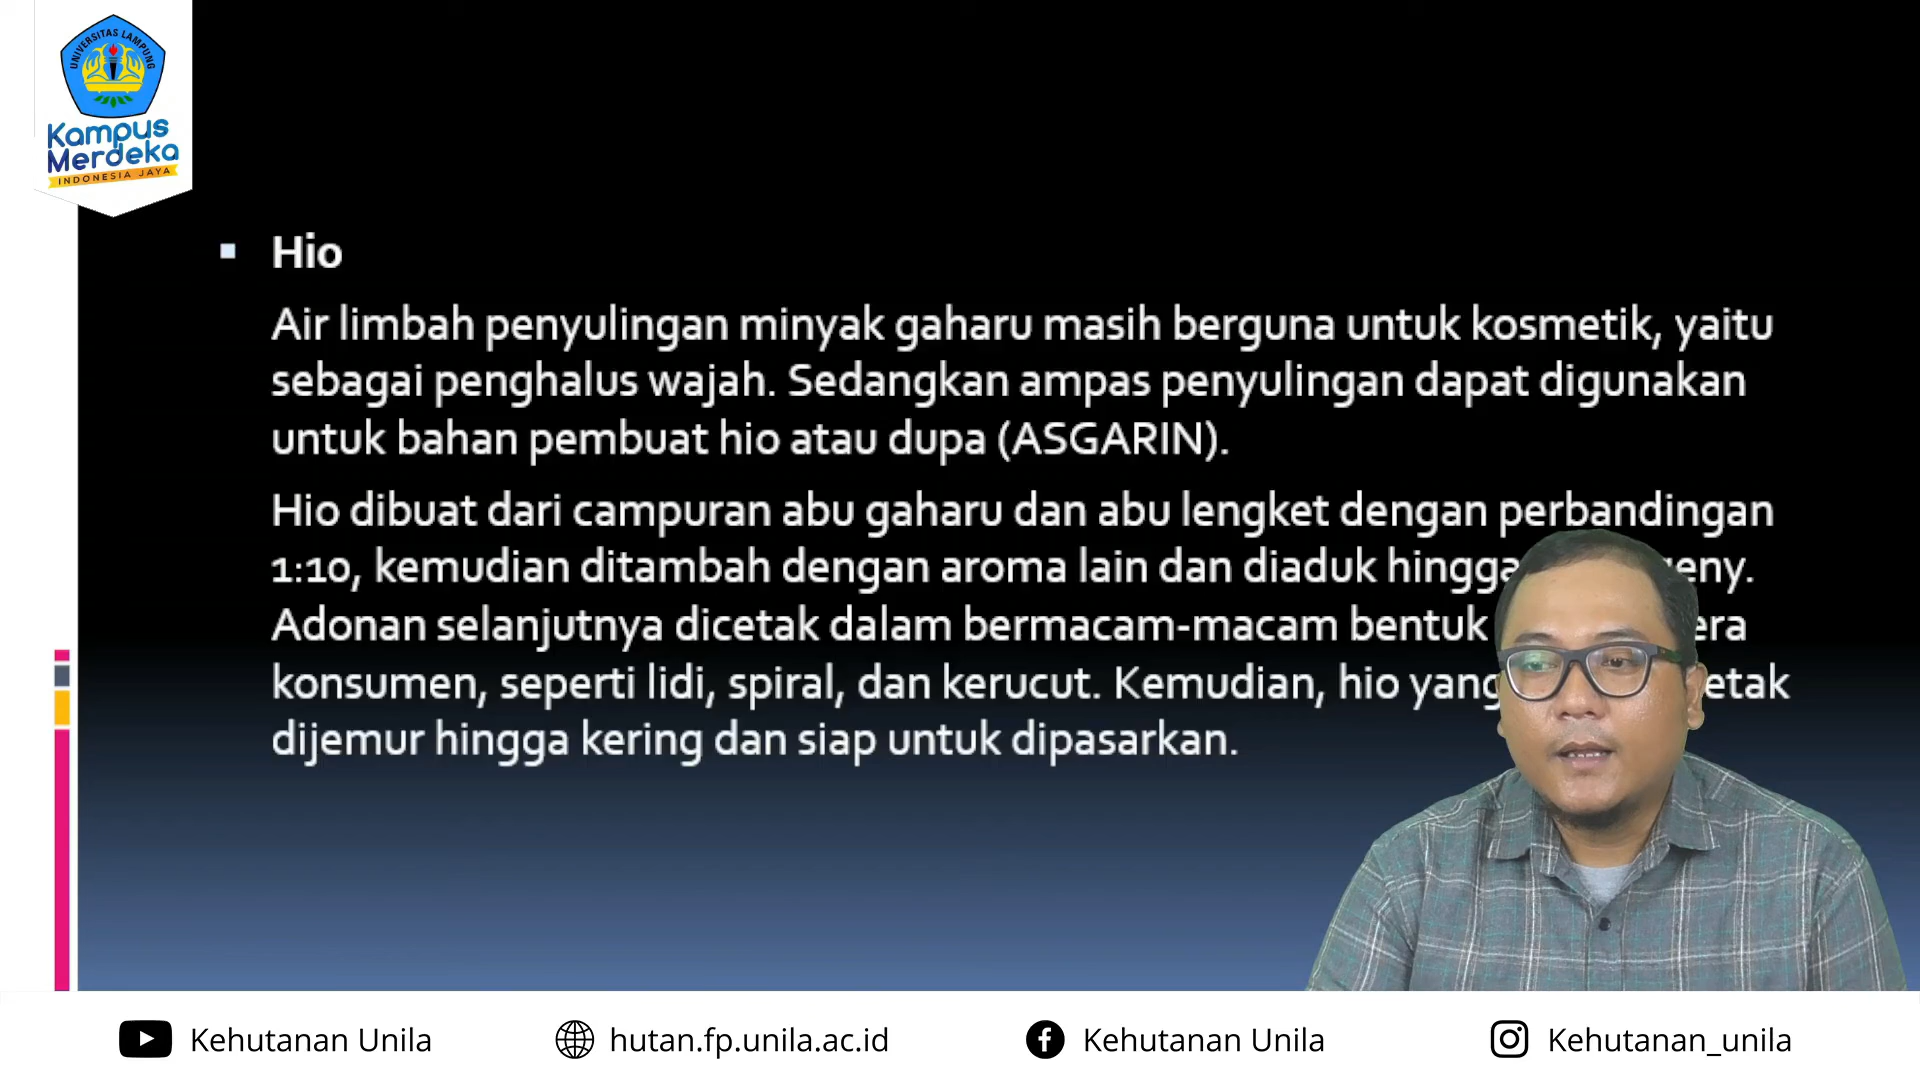 UNIVERSITAS LAMPUNG
Kampus
Merdeka
INDONESIA JAYA
Hio
Air limbah penyulingan minyak gaharu masih berguna untuk kosmetik, yaitu
sebagai penghalus wajah. Sedangkan ampas penyulingan dapat digunakan
untuk bahan pembuat hio atau dupa (ASGARIN).
Hio dibuat dari campuran abu gaharu dan abu lengket dengan perbandingan
1:10, kemudian ditambah dengan aroma lain dan diaduk hingga
Adonan selanjutnya dicetak dalam bermacam-macam bentuk
konsumen, seperti lidi, spiral, dan kerucut. Kemudian, hio yang
dijemur hingga kering dan siap untuk dipasarkan.
Kehutanan Unila hutan.fp.unila.ac.id Kehutanan Unila Kehutanan_unila